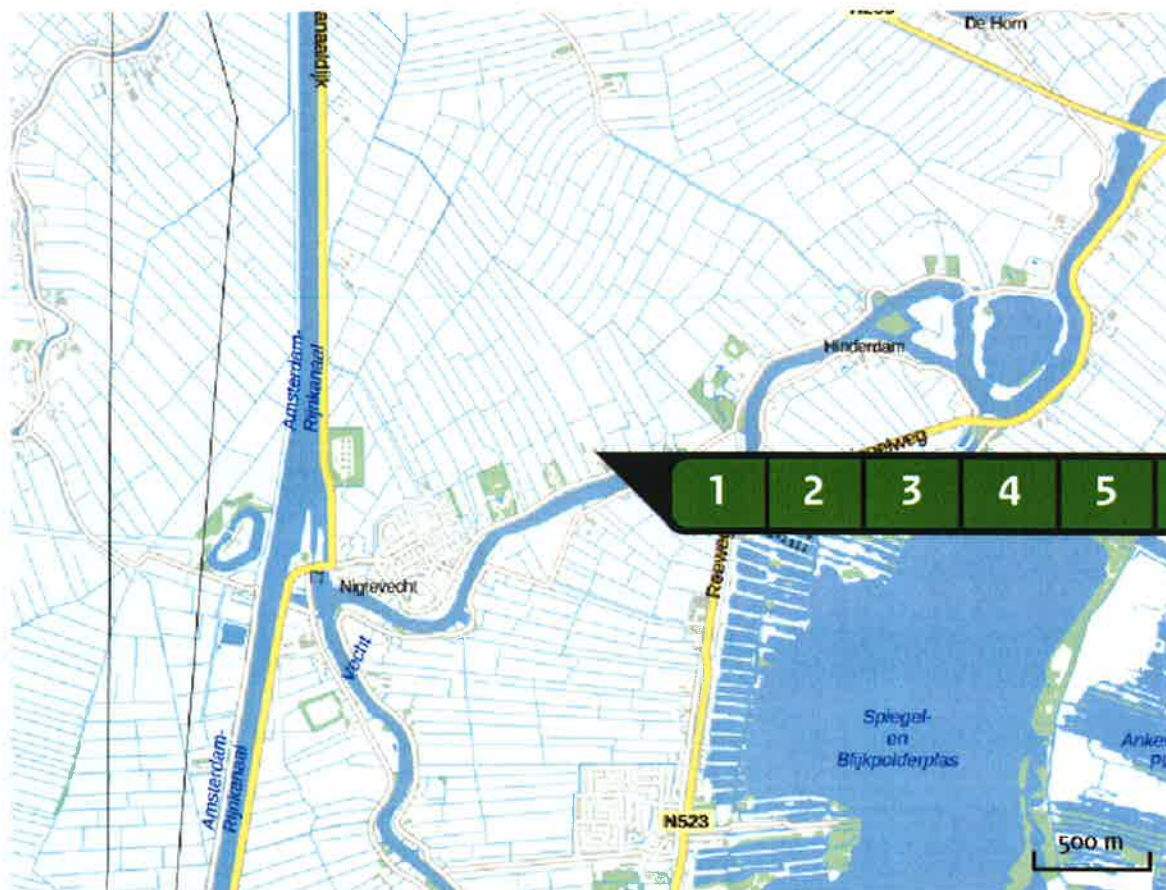 De Horn
Amsterdam-
Rijnkanaal
Hinderdam
1 2 3 4 5
Reeweg
Nigtevecht
Vecht
Spiegel-
en
Blijkpolderplas
Amsterdam-
Rijnkanaal
N523
500 m